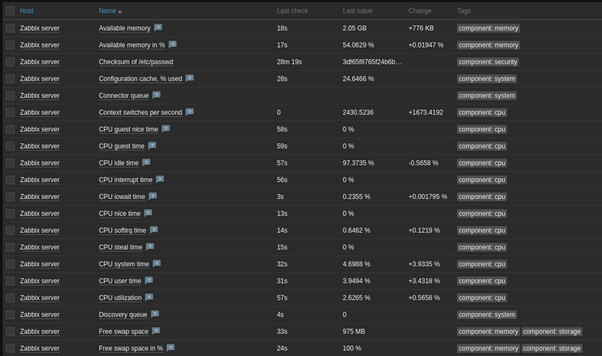 Host Name Last check Last value Change Tags
Zabbix server Available memory ? 18s 2.05 GB +776 KB component: memory
Zabbix server Available memory in % ? 17s 54.0629 % +0.01947 % component: memory
Zabbix server Checksum of /etc/passwd 28m 19s 3df65f8765f24b6b... component: security
Zabbix server Configuration cache, % used ? 28s 24.6466 % component: system
Zabbix server Connector queue ? component: system
Zabbix server Context switches per second ? 0 2430.5236 +1673.4192 component: cpu
Zabbix server CPU guest nice time ? 58s 0 % component: cpu
Zabbix server CPU guest time ? 59s 0 % component: cpu
Zabbix server CPU idle time ? 57s 97.3735 % -0.5658 % component: cpu
Zabbix server CPU interrupt time ? 56s 0 % component: cpu
Zabbix server CPU iowait time ? 3s 0.2355 % +0.001795 % component: cpu
Zabbix server CPU nice time ? 13s 0 % component: cpu
Zabbix server CPU softirq time ? 14s 0.6462 % +0.1219 % component: cpu
Zabbix server CPU steal time ? 15s 0 % component: cpu
Zabbix server CPU system time ? 32s 4.6988 % +3.9335 % component: cpu
Zabbix server CPU user time ? 31s 3.9494 % +3.4318 % component: cpu
Zabbix server CPU utilization ? 57s 2.6265 % +0.5658 % component: cpu
Zabbix server Discovery queue ? 4s 0 component: system
Zabbix server Free swap space ? 33s 975 MB component: memory component: storage
Zabbix server Free swap space in % ? 24s 100 % component: memory component: storage